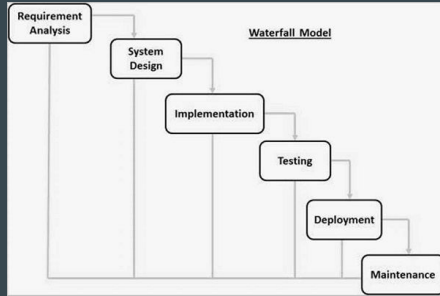 Requirement
Analysis
Waterfall Model
System
Design
Implementation
Testing
Deployment
Maintenance